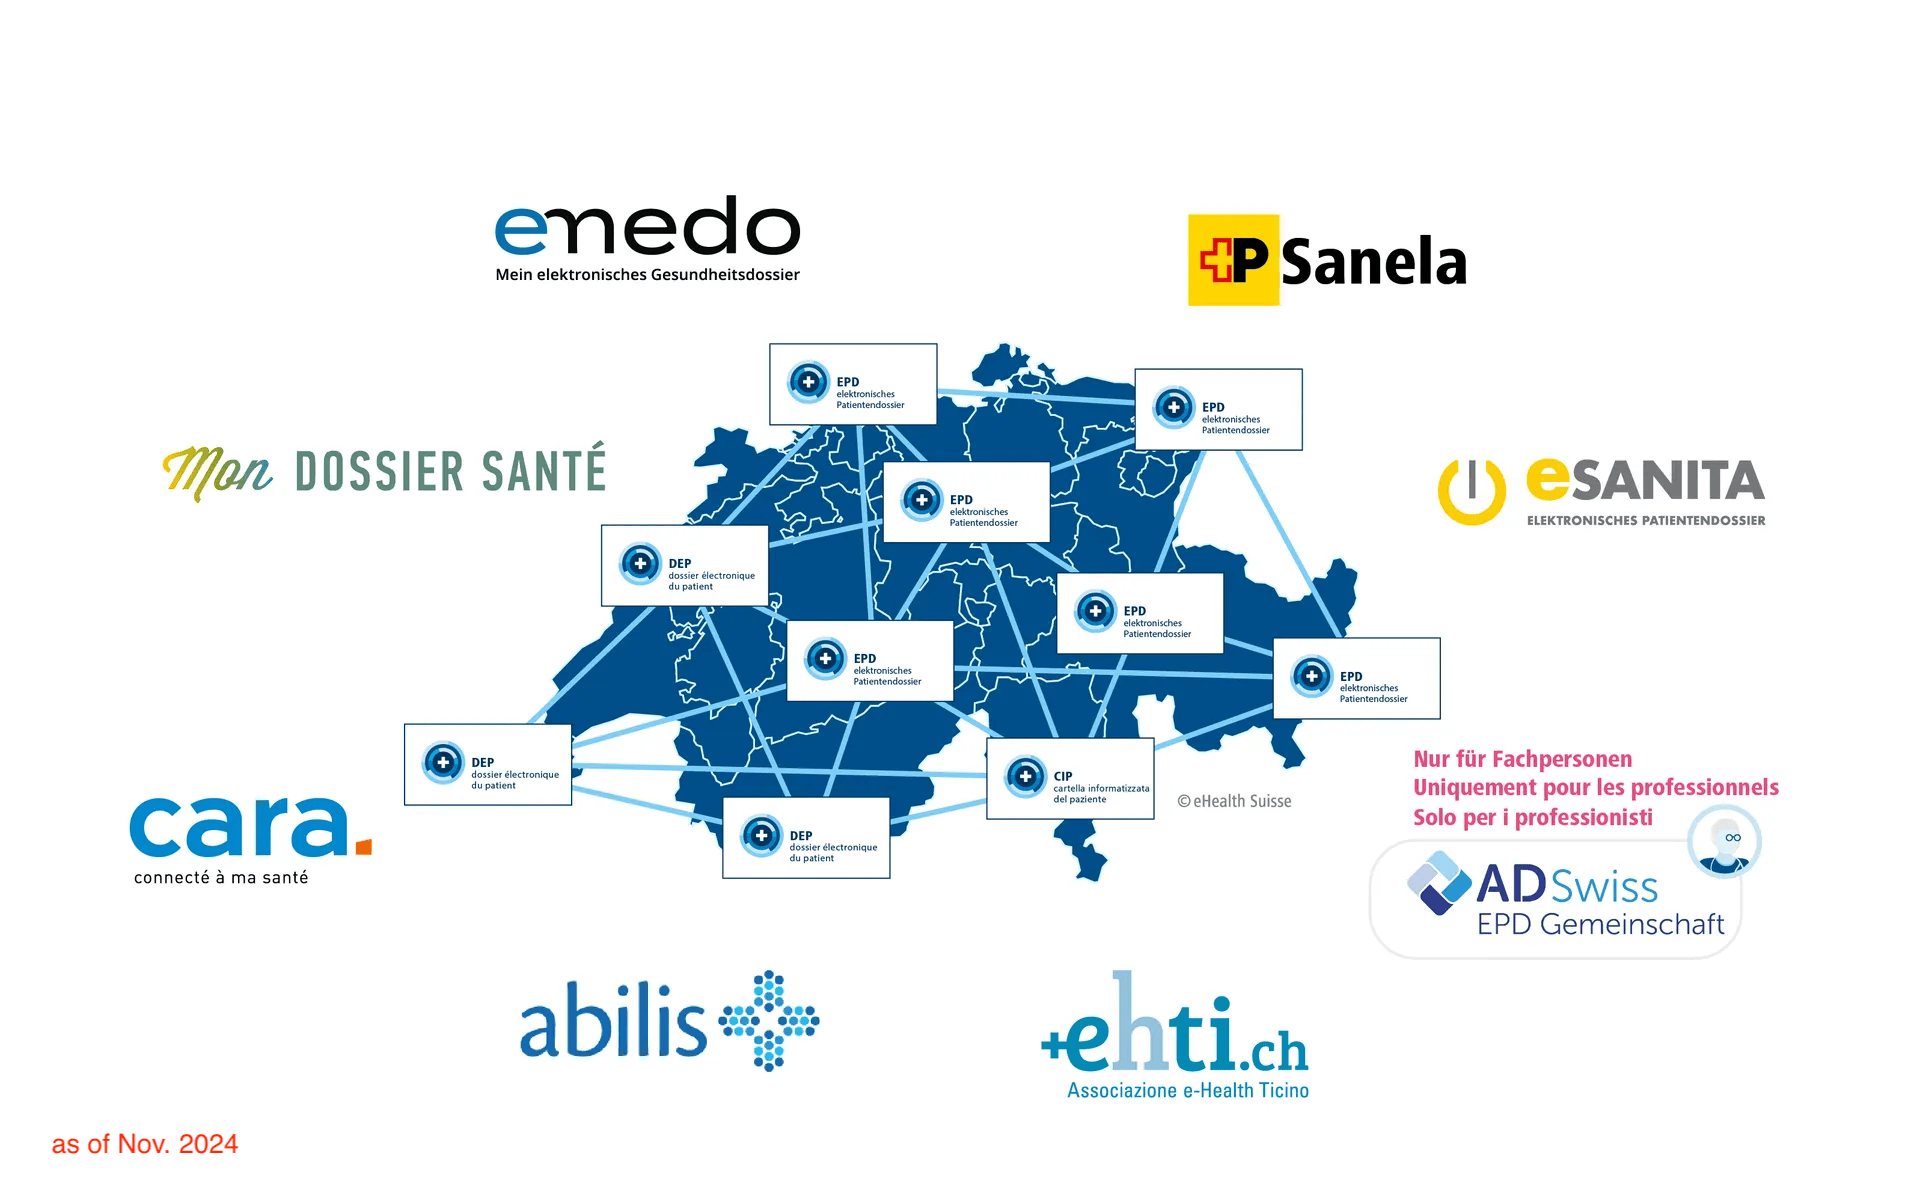 emedo
Mein elektronisches Gesundheitsdossier
P Sanela
Mon DOSSIER SANTÉ
eSANITA
ELEKTRONISCHES PATIENTENDOSSIER
EPD
elektronisches
Patientendossier
EPD
elektronisches
Patientendossier
EPD
elektronisches
Patientendossier
DEP
dossier électronique
du patient
EPD
elektronisches
Patientendossier
EPD
elektronisches
Patientendossier
EPD
elektronisches
Patientendossier
DEP
dossier électronique
du patient
CIP
cartella informatizzata
del paziente
DEP
dossier électronique
du patient
© eHealth Suisse
Nur für Fachpersonen
Uniquement pour les professionnels
Solo per i professionisti
AD Swiss
EPD Gemeinschaft
cara.
connecté à ma santé
abilis
+ehti.ch
Associazione e-Health Ticino
as of Nov. 2024